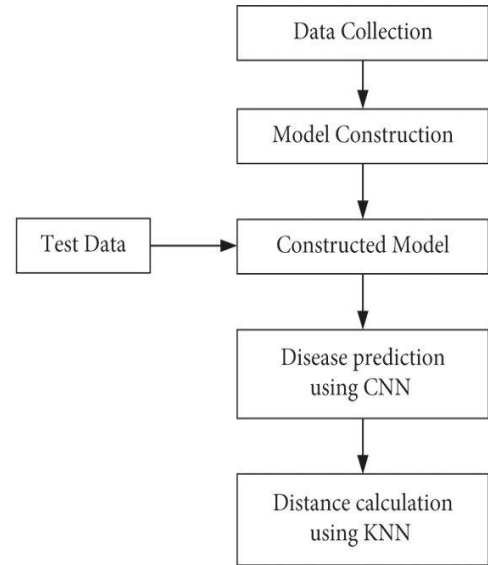 Data Collection
Model Construction
Test Data
Constructed Model
Disease prediction
using CNN
Distance calculation
using KNN